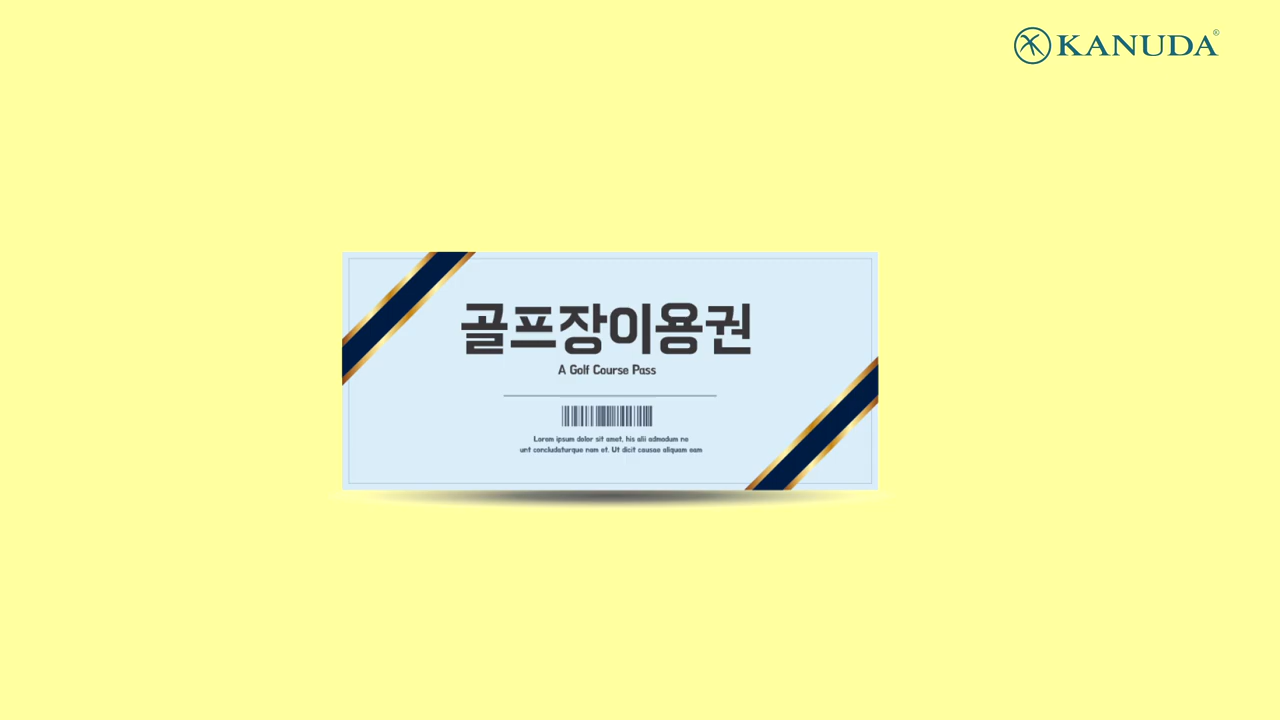 KANUDA®
골프장이용권
A Golf Course Pass
Lorem ipsum dolor sit amet, his alii admodum ne
unt concludaturque nam et. Ut dicit causae aliquam eam